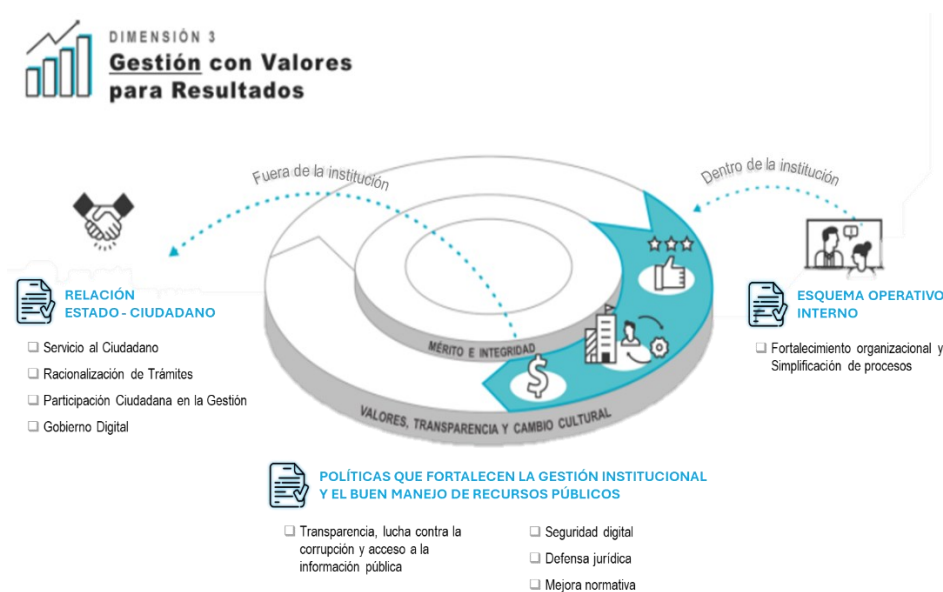 DIMENSIÓN 3
Gestión con Valores
para Resultados
Fuera de la institución
Dentro de la institución
RELACIÓN
ESTADO - CIUDADANO
Servicio al Ciudadano
Racionalización de Trámites
Participación Ciudadana en la Gestión
Gobierno Digital
ESQUEMA OPERATIVO
INTERNO
Fortalecimiento organizacional y
Simplificación de procesos
MÉRITO E INTEGRIDAD
$
VALORES, TRANSPARENCIA Y CAMBIO CULTURAL
POLÍTICAS QUE FORTALECEN LA GESTIÓN INSTITUCIONAL
Y EL BUEN MANEJO DE RECURSOS PÚBLICOS
Transparencia, lucha contra la
corrupción y acceso a la
información pública
Seguridad digital
Defensa jurídica
Mejora normativa